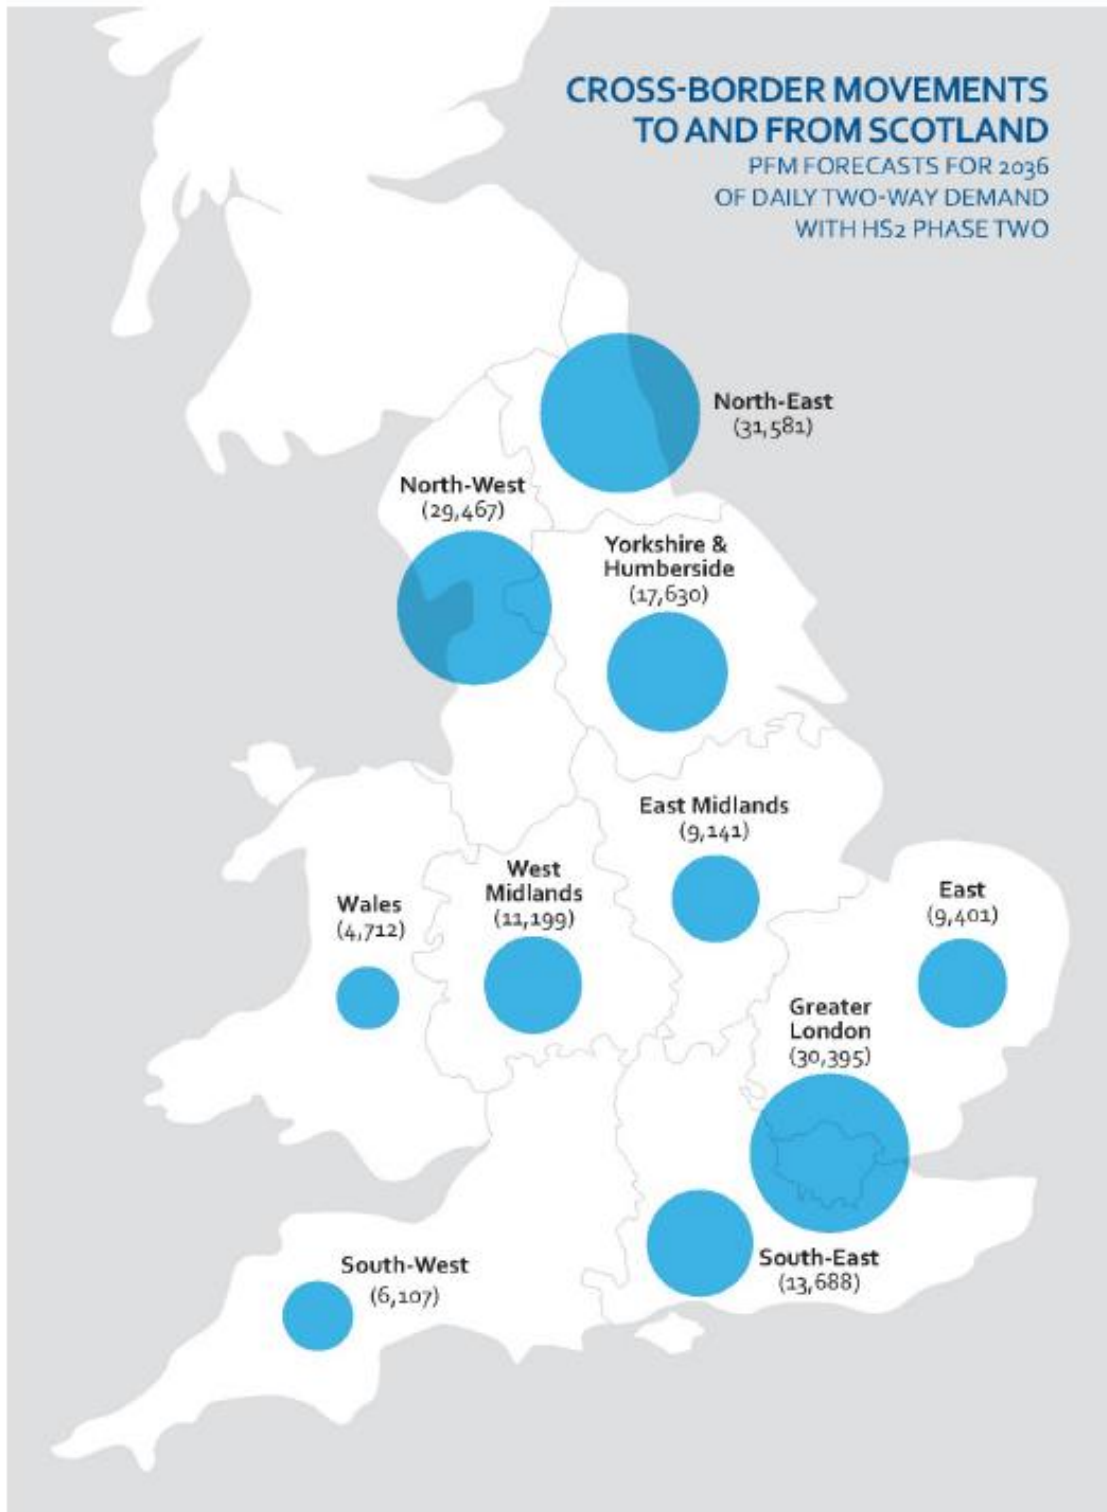 CROSS-BORDER MOVEMENTS
TO AND FROM SCOTLAND
PFM FORECASTS FOR 2036
OF DAILY TWO-WAY DEMAND
WITH HS2 PHASE TWO
North-East
(31,581)
North-West
(29,467)
Yorkshire &
Humberside
(17,630)
East Midlands
(9,141)
West
Midlands
(11,199)
Wales
(4,712)
East
(9,401)
Greater
London
(30,395)
South-East
(13,688)
South-West
(6,107)